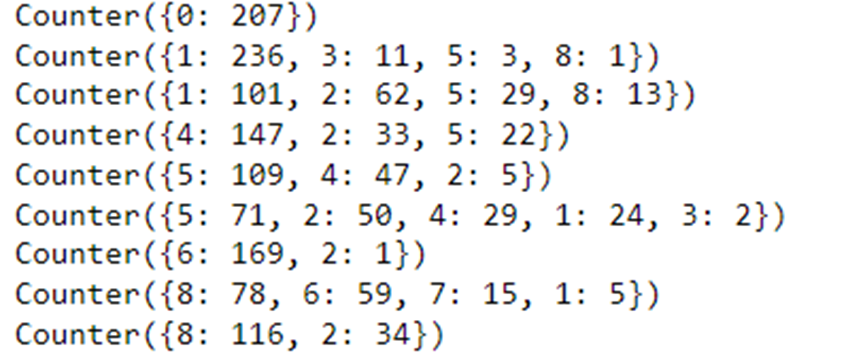 Counter({0: 207})
Counter({1: 236, 3: 11, 5: 3, 8: 1})
Counter({1: 101, 2: 62, 5: 29, 8: 13})
Counter({4: 147, 2: 33, 5: 22})
Counter({5: 109, 4: 47, 2: 5})
Counter({5: 71, 2: 50, 4: 29, 1: 24, 3: 2})
Counter({6: 169, 2: 1})
Counter({8: 78, 6: 59, 7: 15, 1: 5})
Counter({8: 116, 2: 34})